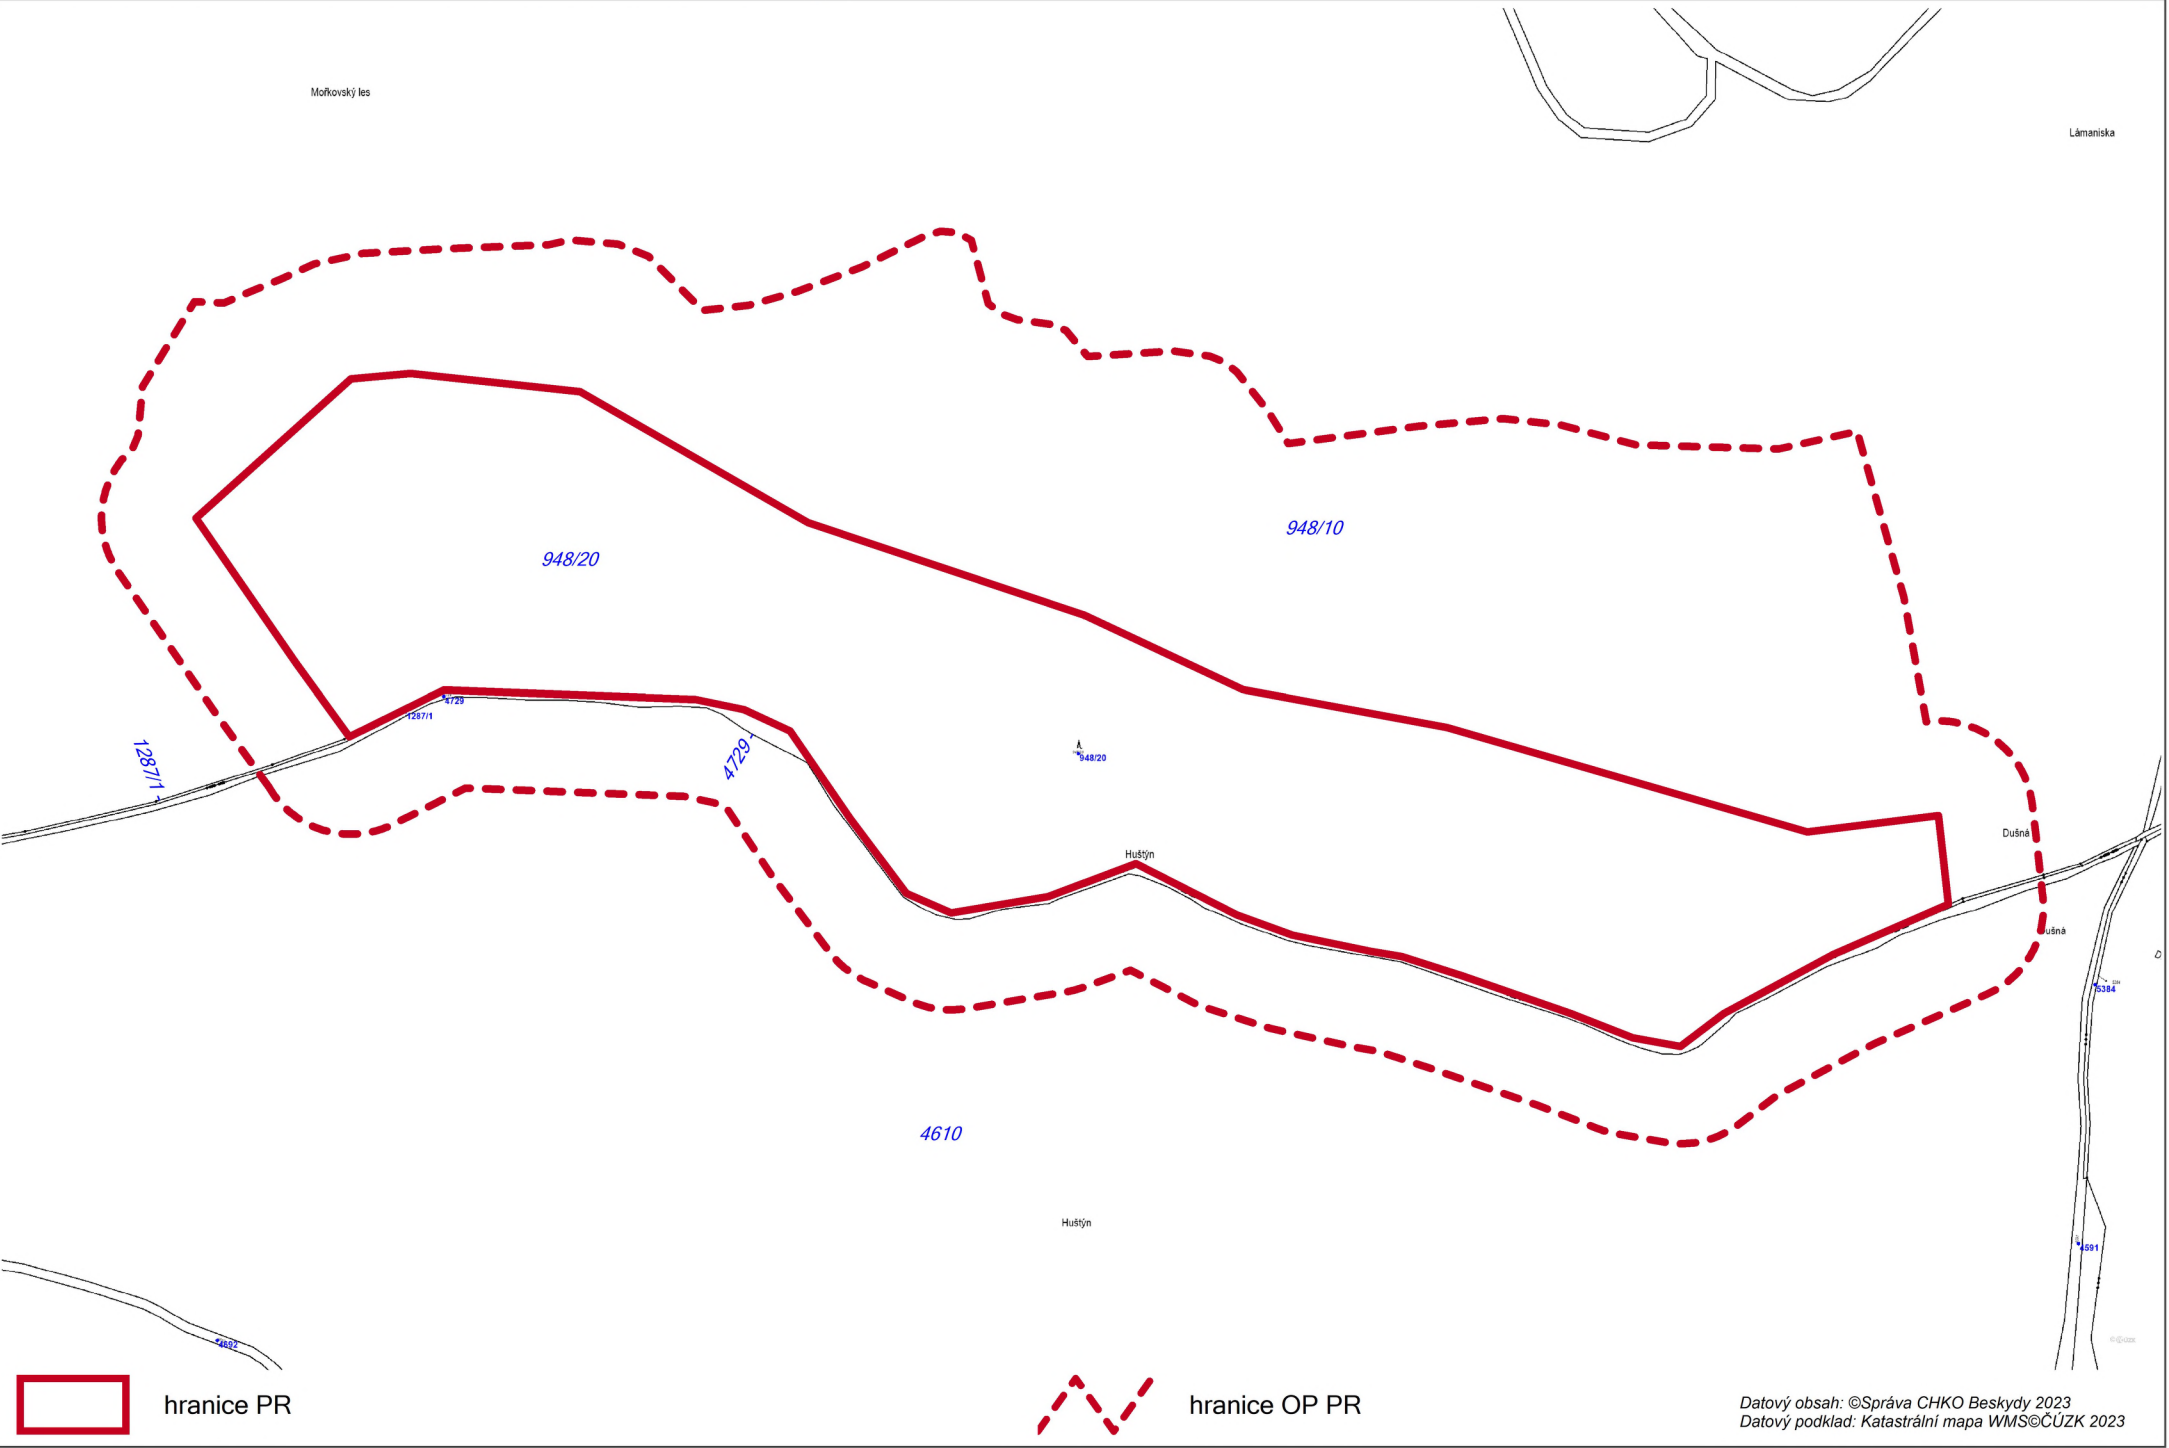 Mořkovský les
Lámaniska
948/10
948/20
4729
1287/1
1287/1
4729
948/20
Dušná
Huštýn
ušná
5384
4610
Huštýn
4591
4692
hranice PR
hranice OP PR
Datový obsah: ©Správa CHKO Beskydy 2023
Datový podklad: Katastrální mapa WMS©ČÚZK 2023